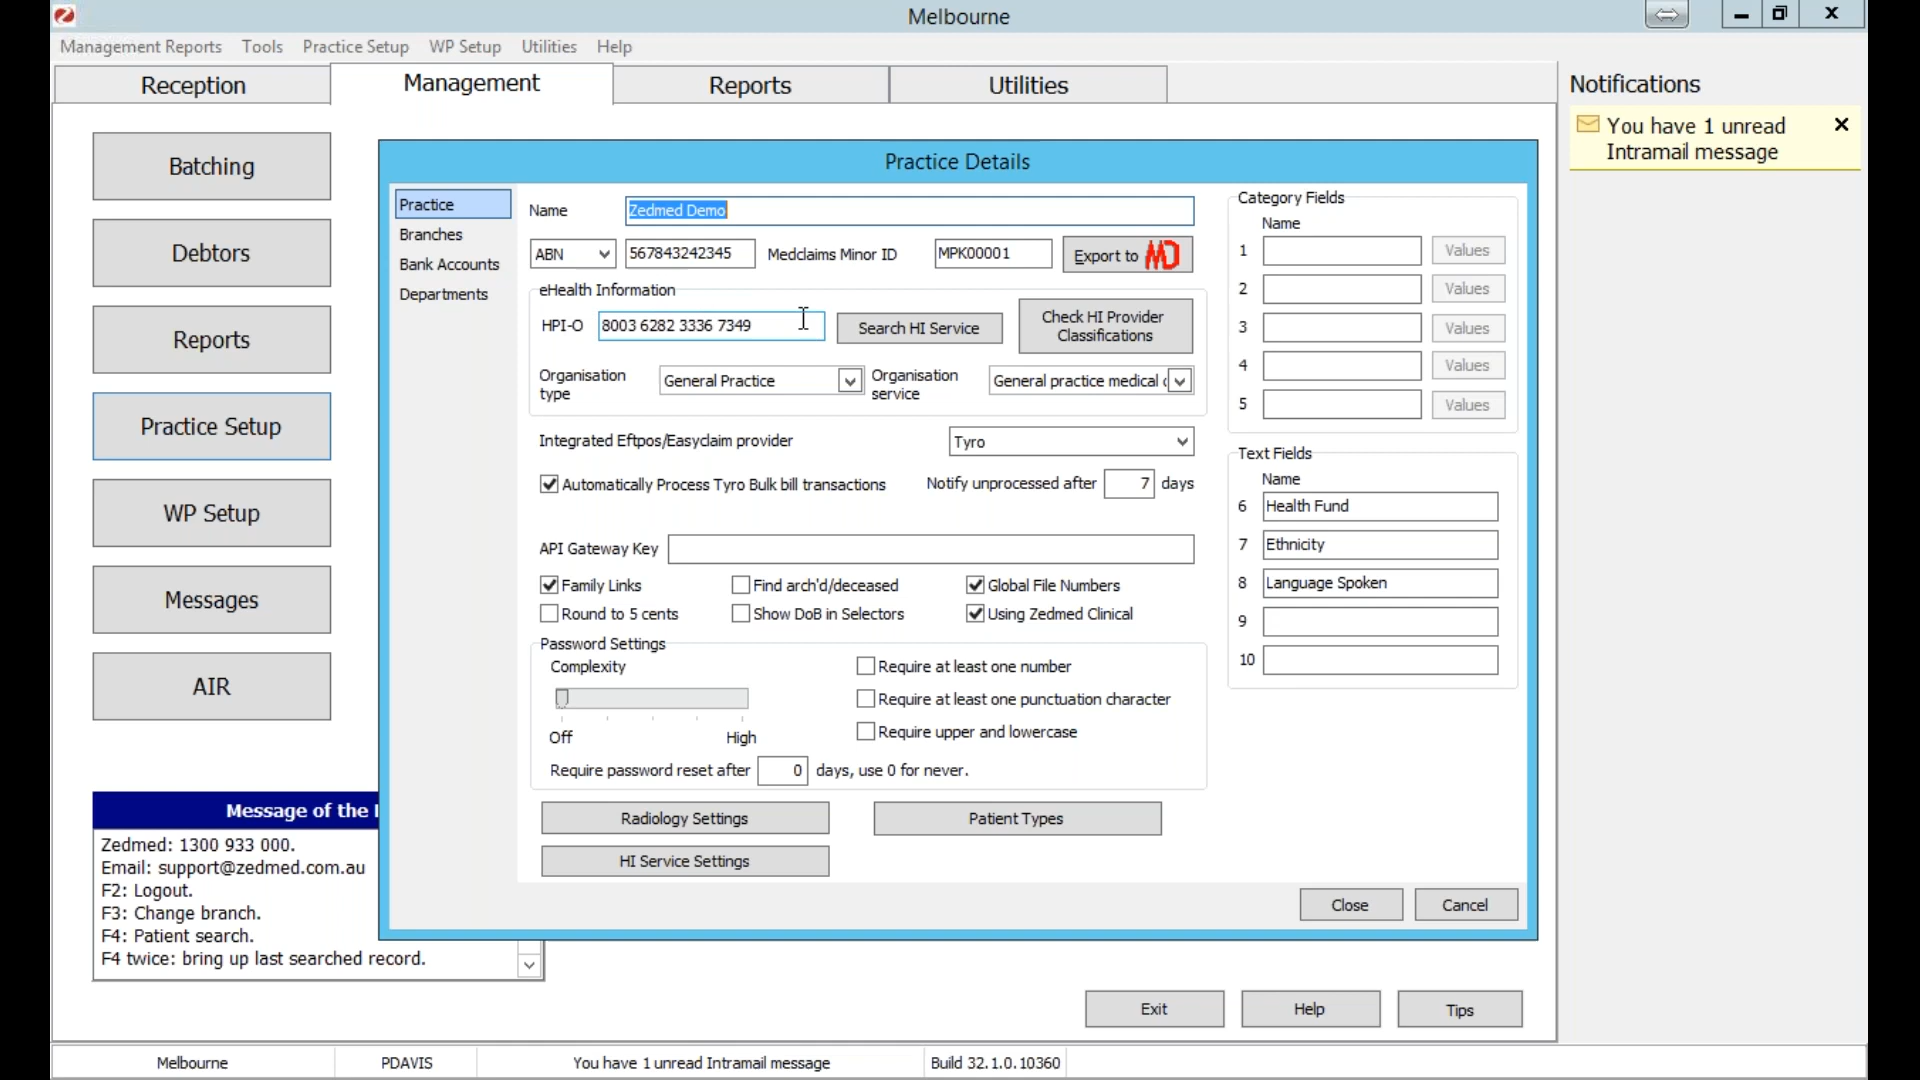 Melbourne
Management Reports Tools Practice Setup WP Setup Utilities Help
Reception Management Reports Utilities
Notifications
You have 1 unread
Intramail message
Batching
Debtors
Reports
Practice Setup
WP Setup
Messages
AIR
Practice Details
Practice
Branches
Bank Accounts
Departments
Name Zedmed Demo
ABN 567843242345 Medclaims Minor ID MPK00001 Export to MD
eHealth Information
HPI-O 8003 6282 3336 7349 Search HI Service Check HI Provider
Classifications
Organisation
type General Practice Organisation
service General practice medical
Integrated Eftpos/Easyclaim provider Tyro
Automatically Process Tyro Bulk bill transactions Notify unprocessed after 7 days
API Gateway Key
Family Links Find arch'd/deceased Global File Numbers
Round to 5 cents Show DoB in Selectors Using Zedmed Clinical
Password Settings
Complexity Require at least one number
Require at least one punctuation character
Off High Require upper and lowercase
Require password reset after 0 days, use 0 for never.
Radiology Settings Patient Types
HI Service Settings
Category Fields
Name
1 Values
2 Values
3 Values
4 Values
5 Values
Text Fields
Name
6 Health Fund
7 Ethnicity
8 Language Spoken
9
10
Close Cancel
Message of the
Zedmed: 1300 933 000.
Email: support@zedmed.com.au
F2: Logout.
F3: Change branch.
F4: Patient search.
F4 twice: bring up last searched record.
Exit Help Tips
Melbourne PDAVIS You have 1 unread Intramail message Build 32.1.0.10360